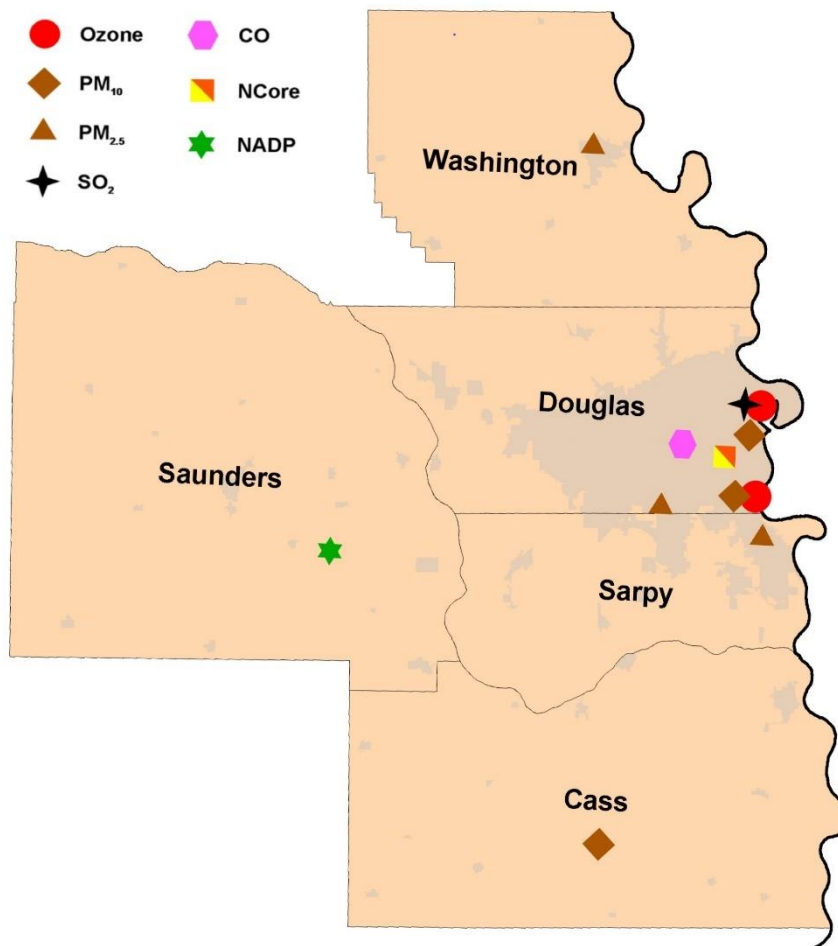 Ozone
CO
PM₁₀
NCore
PM₂.₅
NADP
SO₂
Washington
Douglas
Saunders
Sarpy
Cass